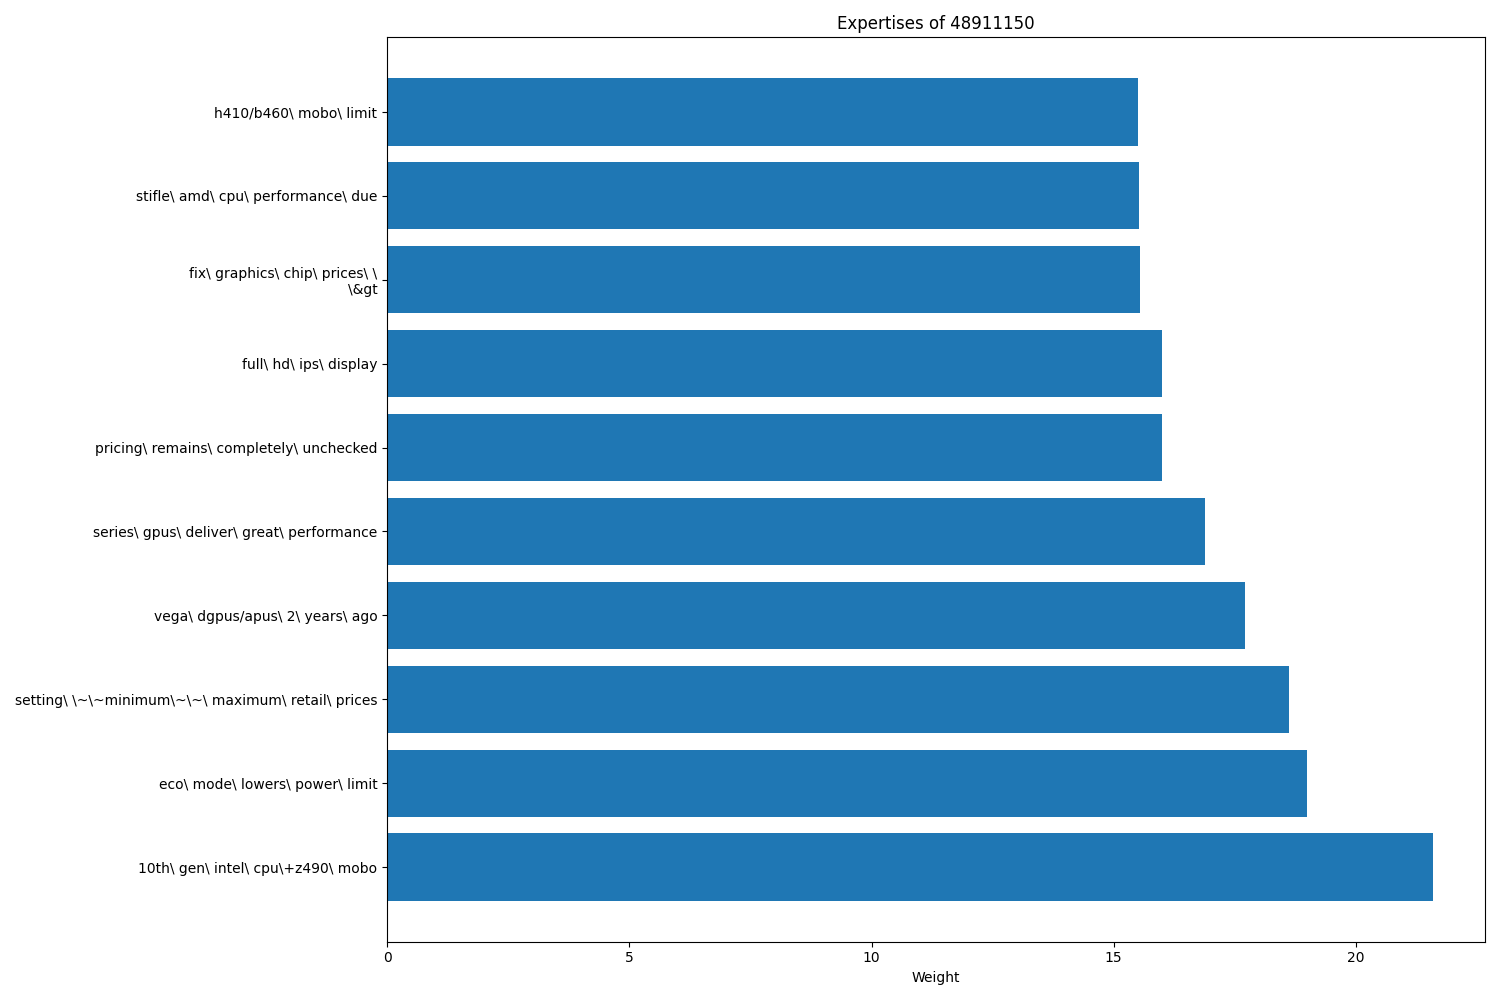 Expertises of 48911150
h410/b460\ mobo\ limit
stifle\ amd\ cpu\ performance\ due
fix\ graphics\ chip\ prices\ \
\&gt
full\ hd\ ips\ display
pricing\ remains\ completely\ unchecked
series\ gpus\ deliver\ great\ performance
vega\ dgpus/apus\ 2\ years\ ago
setting\ \~\~minimum\~\~\ maximum\ retail\ prices
eco\ mode\ lowers\ power\ limit
10th\ gen\ intel\ cpu\+z490\ mobo
0 5 10 15 20
Weight